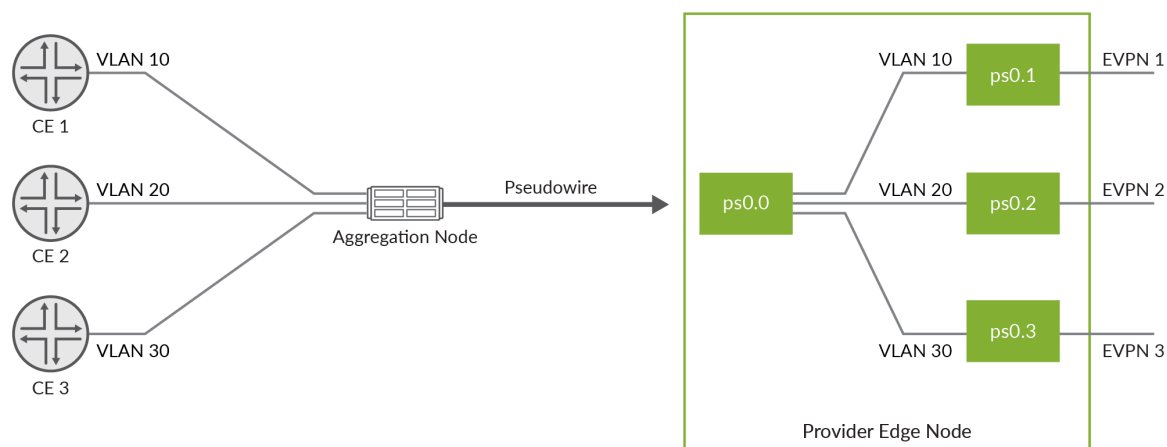 VLAN 10
CE 1
VLAN 20
CE 2
VLAN 30
CE 3
Aggregation Node
Pseudowire
ps0.0
VLAN 10
ps0.1
EVPN 1
VLAN 20
ps0.2
EVPN 2
VLAN 30
ps0.3
EVPN 3
Provider Edge Node